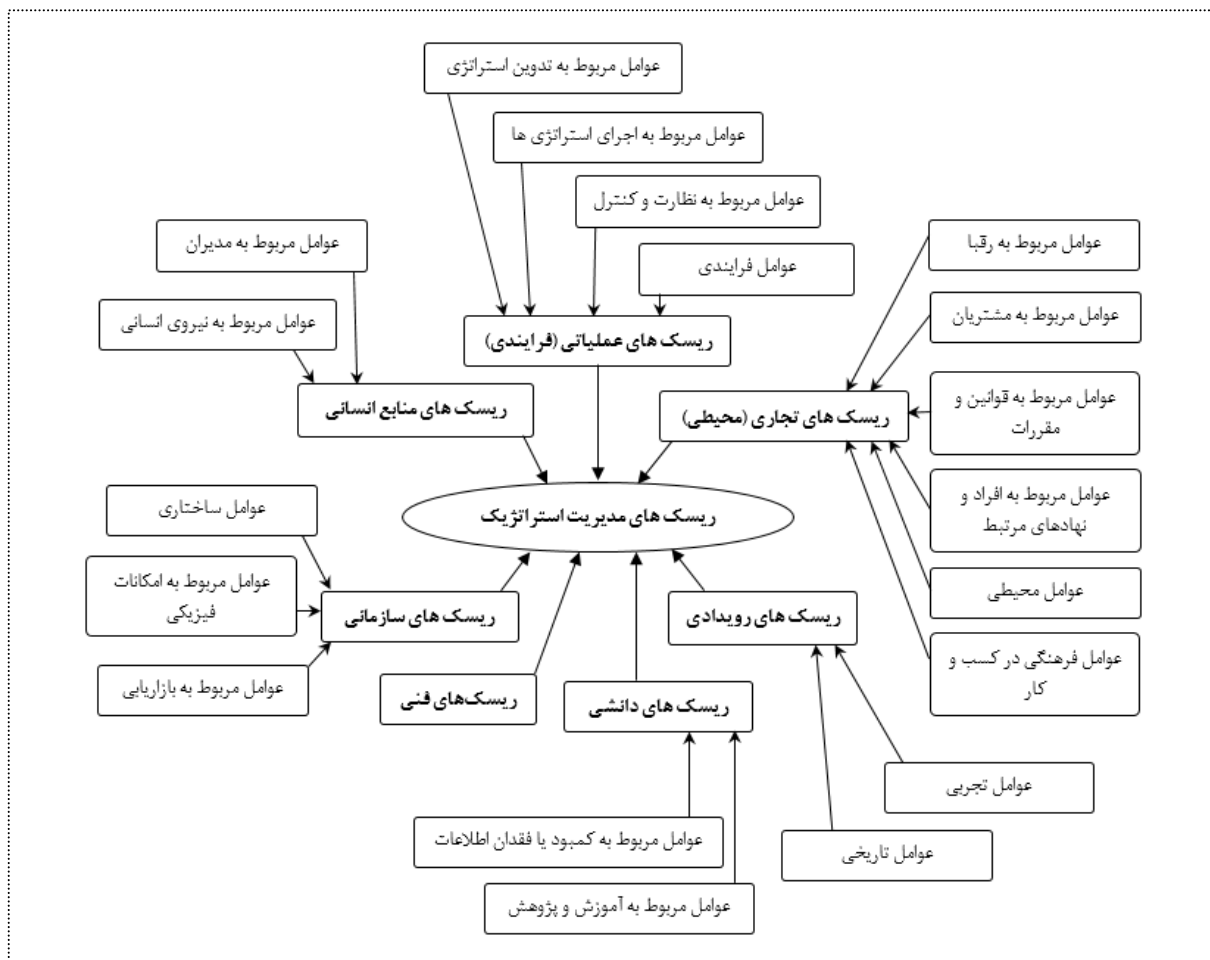 عوامل مربوط به تدوین استراتژی
عوامل مربوط به اجرای استراتژی ها
عوامل مربوط به نظارت و کنترل
عوامل فرایندی
ریسک های عملیاتی (فرایندی)
عوامل مربوط به رقبا
عوامل مربوط به مشتریان
عوامل مربوط به قوانین و
مقررات
عوامل مربوط به افراد و
نهادهای مرتبط
عوامل محیطی
عوامل فرهنگی در کسب و
کار
ریسک های تجاری (محیطی)
عوامل مربوط به مدیران
عوامل مربوط به نیروی انسانی
ریسک های منابع انسانی
ریسک های مدیریت استراتژیک
عوامل ساختاری
عوامل مربوط به امکانات
فیزیکی
عوامل مربوط به بازاریابی
ریسک های سازمانی
ریسک‌های فنی
ریسک های دانشی
عوامل مربوط به کمبود یا فقدان اطلاعات
عوامل مربوط به آموزش و پژوهش
ریسک های رویدادی
عوامل تجربی
عوامل تاریخی